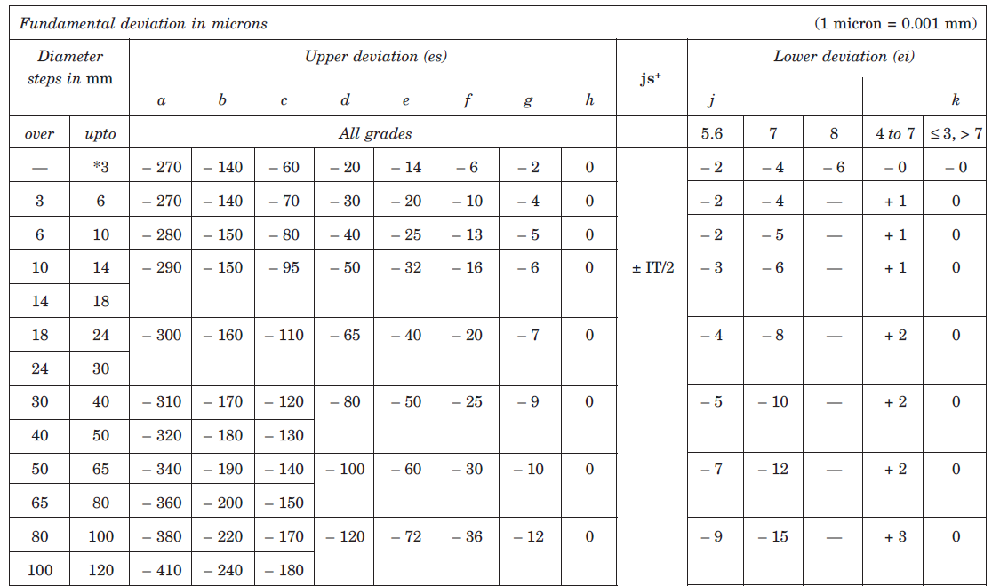 Fundamental deviation in microns (1 micron = 0.001 mm)
Diameter steps in mm Upper deviation (es) js+ Lower deviation (ei)
a b c d e f g h j k
over upto All grades 5.6 7 8 4 to 7 ≤ 3, > 7
— *3 – 270 – 140 – 60 – 20 – 14 – 6 – 2 0 – 2 – 4 – 6 – 0 – 0
3 6 – 270 – 140 – 70 – 30 – 20 – 10 – 4 0 – 2 – 4 — + 1 0
6 10 – 280 – 150 – 80 – 40 – 25 – 13 – 5 0 – 2 – 5 — + 1 0
10 14 – 290 – 150 – 95 – 50 – 32 – 16 – 6 0 ± IT/2 – 3 – 6 — + 1 0
14 18
18 24 – 300 – 160 – 110 – 65 – 40 – 20 – 7 0 – 4 – 8 — + 2 0
24 30
30 40 – 310 – 170 – 120 – 80 – 50 – 25 – 9 0 – 5 – 10 — + 2 0
40 50 – 320 – 180 – 130
50 65 – 340 – 190 – 140 – 100 – 60 – 30 – 10 0 – 7 – 12 — + 2 0
65 80 – 360 – 200 – 150
80 100 – 380 – 220 – 170 – 120 – 72 – 36 – 12 0 – 9 – 15 — + 3 0
100 120 – 410 – 240 – 180